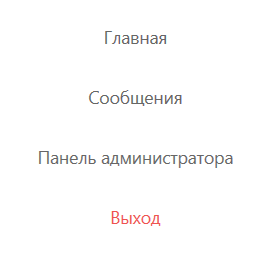 Главная
Сообщения
Панель администратора
Выход